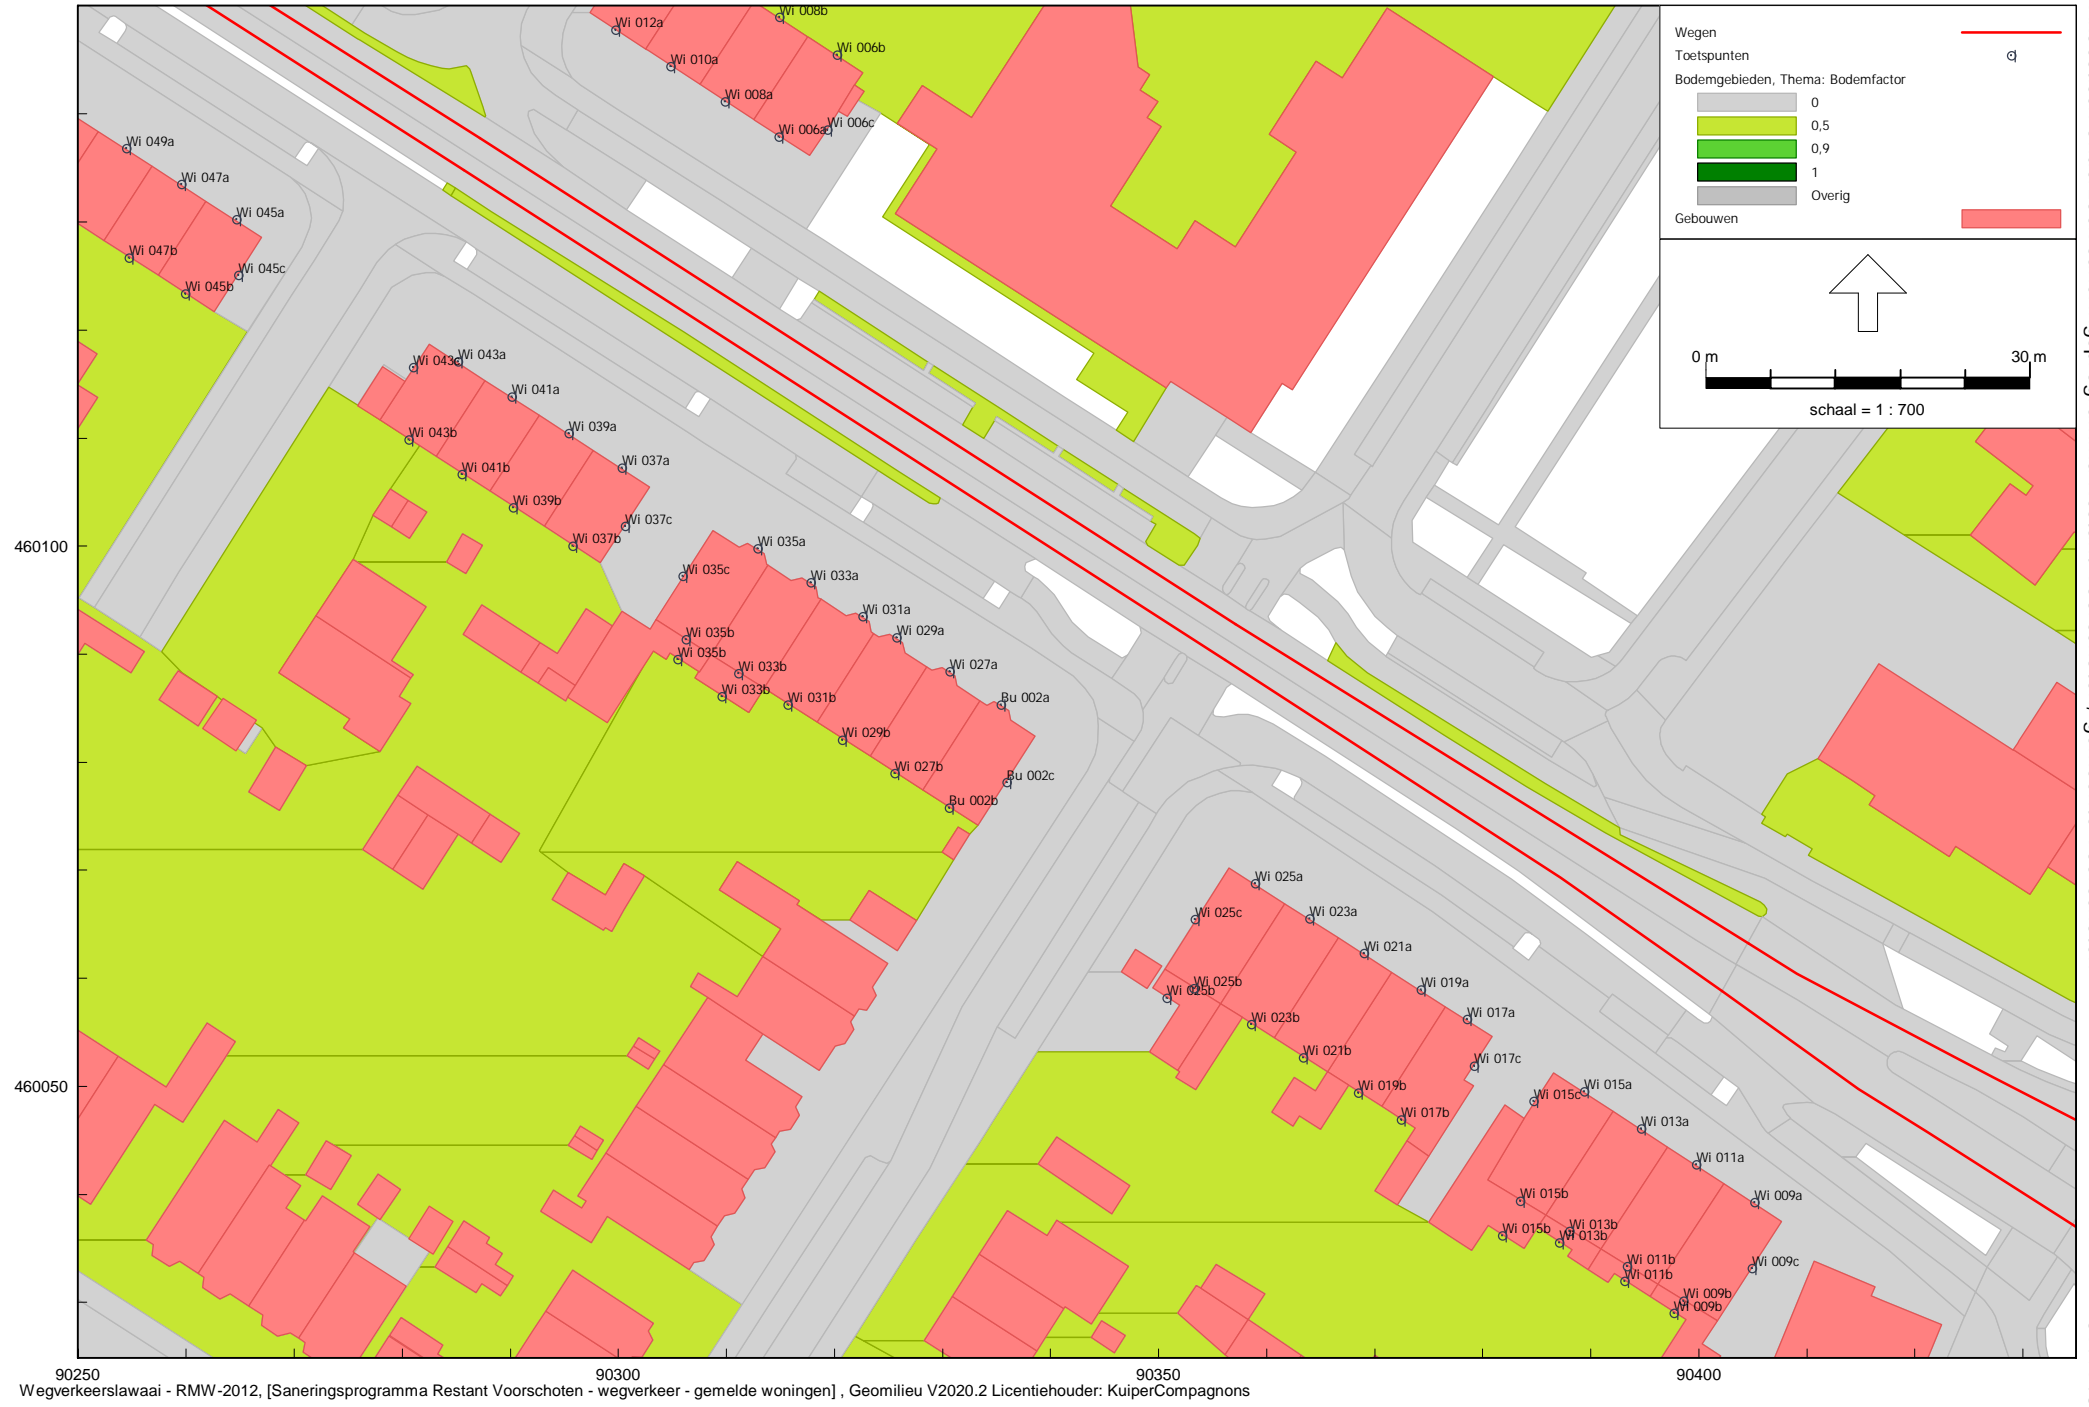 Wi 012a
Wi 008b
Wi 006b
Wi 010a
Wi 008a
Wi 006a
Wi 006c
Wegen
Toetspunten
Bodemgebieden, Thema: Bodemfactor
0
0,5
0,9
1
Overig
Gebouwen
0 m
30 m
schaal = 1 : 700
Wi 049a
Wi 047a
Wi 045a
Wi 047b
Wi 045c
Wi 045b
Wi 043c
Wi 043a
Wi 041a
Wi 039a
Wi 043b
Wi 037a
Wi 041b
Wi 039b
Wi 037c
Wi 037b
460100
Wi 035a
Wi 035c
Wi 033a
Wi 031a
Wi 029a
Wi 035b
Wi 035b
Wi 033b
Wi 027a
Wi 033b
Wi 031b
Bu 002a
Wi 029b
Wi 027b
Bu 002c
Bu 002b
Wi 025a
Wi 025c
Wi 023a
Wi 021a
Wi 025b
Wi 025b
Wi 019a
Wi 023b
Wi 017a
Wi 021b
Wi 017c
460050
Wi 019b
Wi 015a
Wi 015c
Wi 017b
Wi 013a
Wi 011a
Wi 015b
Wi 009a
Wi 015b
Wi 013b
Wi 013b
Wi 011b
Wi 011b
Wi 009c
Wi 009b
Wi 009b
90250
90300
90350
90400
Wegverkeerslawaai - RMW-2012, [Saneringsprogramma Restant Voorschoten - wegverkeer - gemelde woningen] , Geomilieu V2020.2 Licentiehouder: KuiperCompagnons